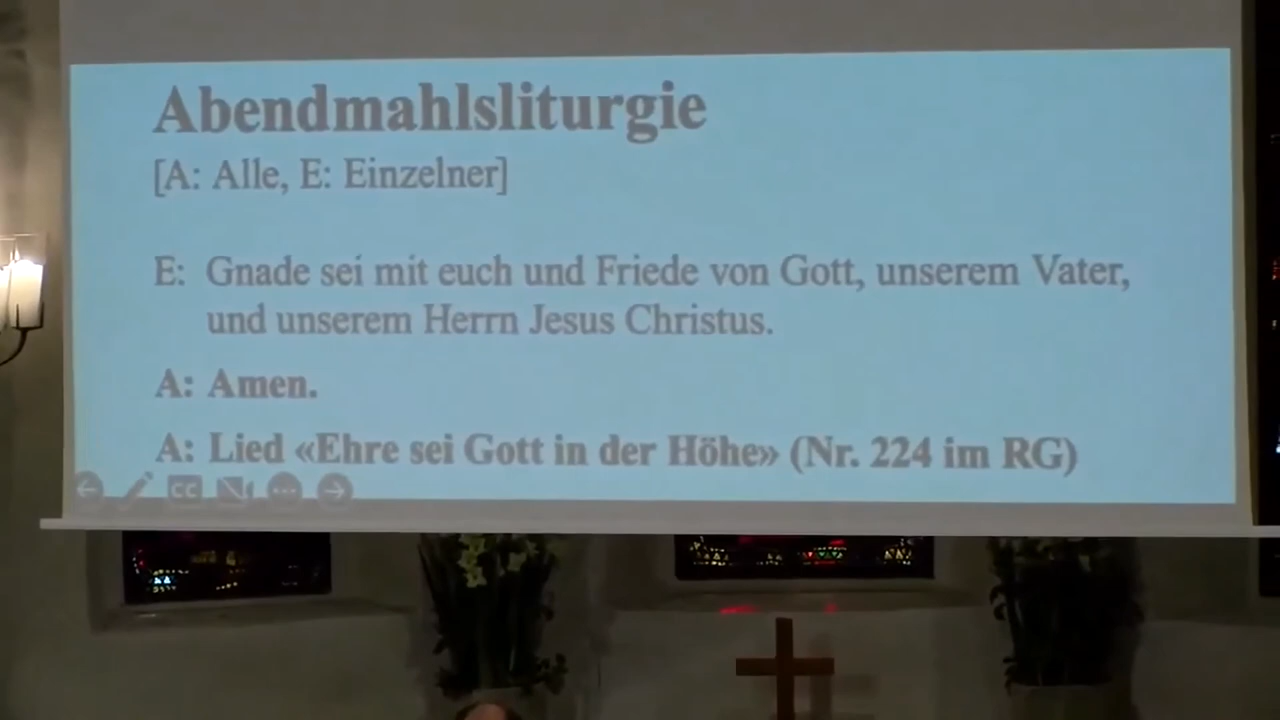 Abendmahlsliturgie
[A: Alle, E: Einzelner]
E: Gnade sei mit euch und Friede von Gott, unserem Vater,
und unserem Herrn Jesus Christus.
A: Amen.
A: Lied «Ehre sei Gott in der Höhe» (Nr. 224 im RG)
CC